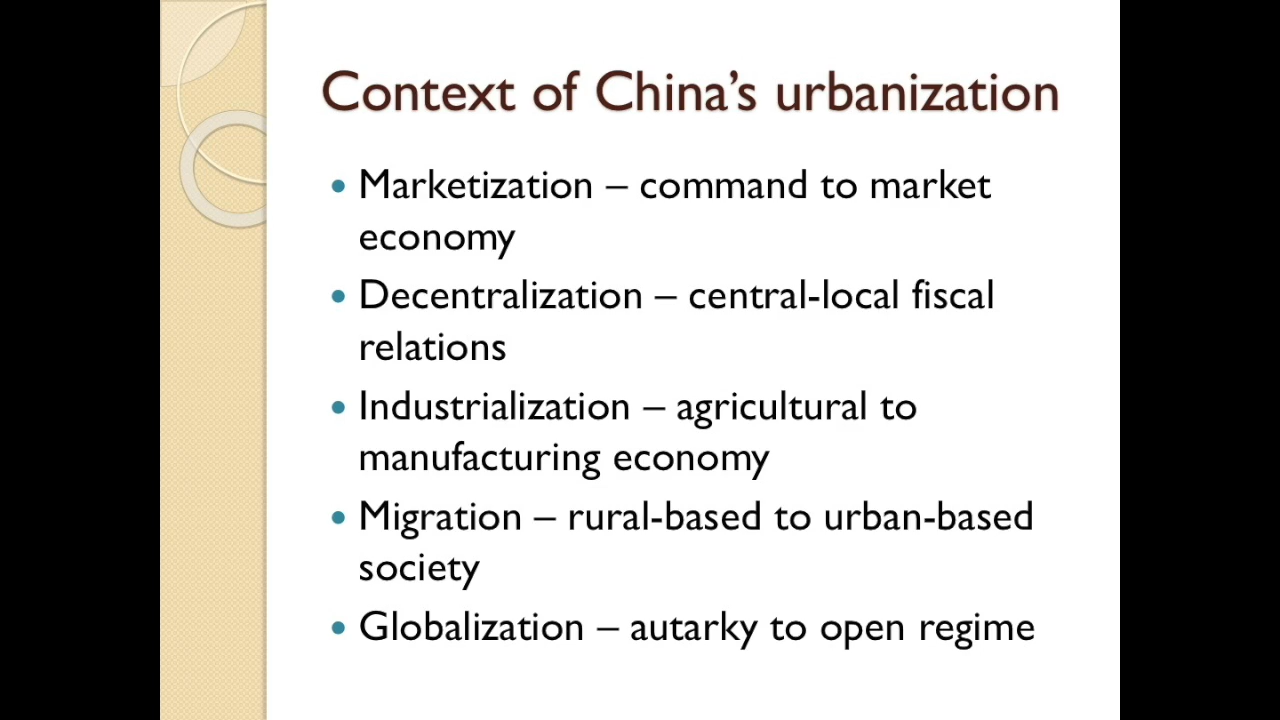 Context of China’s urbanization
• Marketization – command to market
economy
• Decentralization – central-local fiscal
relations
• Industrialization – agricultural to
manufacturing economy
• Migration – rural-based to urban-based
society
• Globalization – autarky to open regime